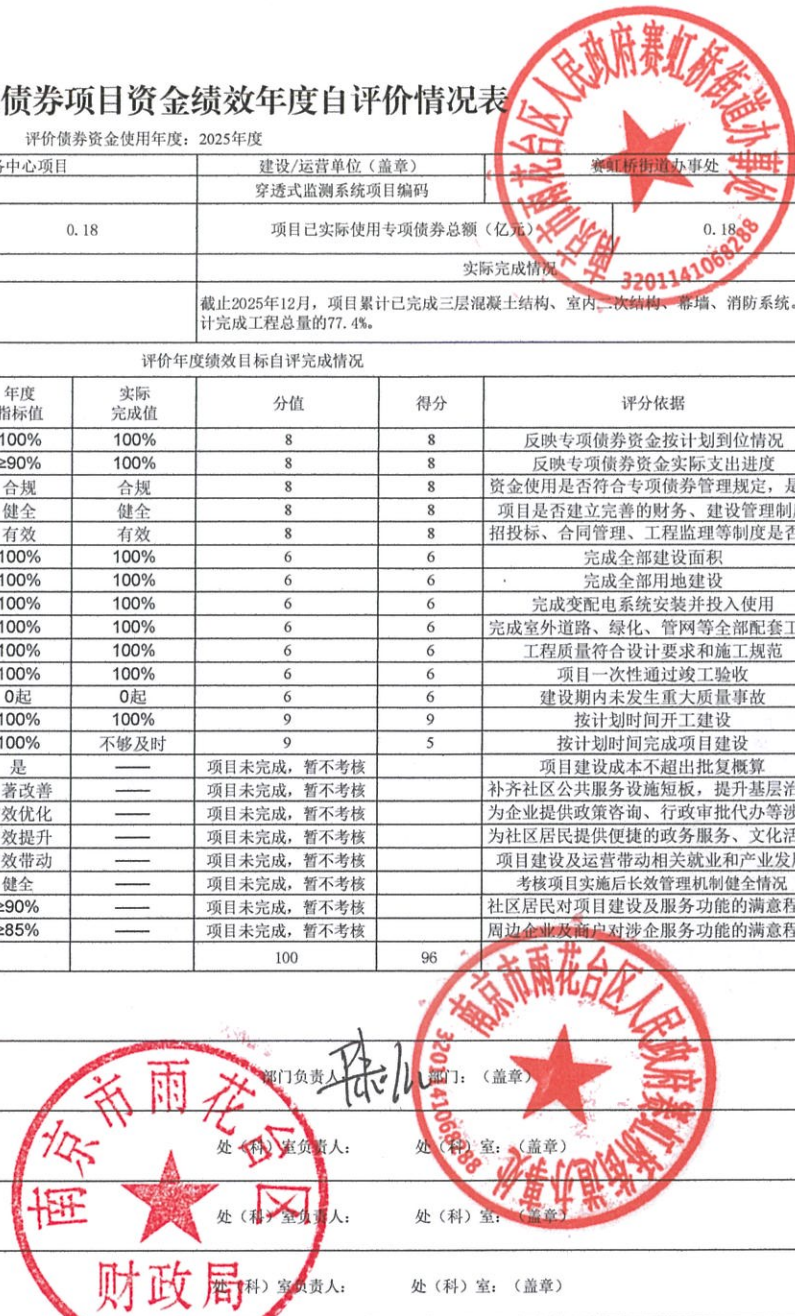 债券项目资金绩效年度自评价情况表
评价债券资金使用年度：2025年度
务中心项目 建设/运营单位（盖章） 赛虹桥街道办事处
穿透式监测系统项目编码
0.18 项目已实际使用专项债券总额（亿元） 0.18
实际完成情况
截止2025年12月，项目累计已完成三层混凝土结构、室内二次结构、幕墙、消防系统。
计完成工程总量的77.4%。
评价年度绩效目标自评完成情况
年度指标值 实际完成值 分值 得分 评分依据
100% 100% 8 8 反映专项债券资金按计划到位情况
≥90% 100% 8 8 反映专项债券资金实际支出进度
合规 合规 8 8 资金使用是否符合专项债券管理规定，是
健全 健全 8 8 项目是否建立完善的财务、建设管理制
有效 有效 8 8 招投标、合同管理、工程监理等制度是否
100% 100% 6 6 完成全部建设面积
100% 100% 6 6 完成全部用地建设
100% 100% 6 6 完成变配电系统安装并投入使用
100% 100% 6 6 完成室外道路、绿化、管网等全部配套工
100% 100% 6 6 工程质量符合设计要求和施工规范
100% 100% 6 6 项目一次性通过竣工验收
0起 0起 6 6 建设期内未发生重大质量事故
100% 100% 9 9 按计划时间开工建设
100% 不够及时 9 5 按计划时间完成项目建设
是 —— 项目未完成，暂不考核 项目建设成本不超出批复概算
著改善 —— 项目未完成，暂不考核 补齐社区公共服务设施短板，提升基层治
效优化 —— 项目未完成，暂不考核 为企业提供政策咨询、行政审批代办等涉
效提升 —— 项目未完成，暂不考核 为社区居民提供便捷的政务服务、文化活
效带动 —— 项目未完成，暂不考核 项目建设及运营带动相关就业和产业发
健全 —— 项目未完成，暂不考核 考核项目实施后长效管理机制健全情况
≥90% —— 项目未完成，暂不考核 社区居民对项目建设及服务功能的满意程
≥85% —— 项目未完成，暂不考核 周边企业及商户对涉企服务功能的满意程
100 96
部门负责人 部门：（盖章）
处（科）室负责人： 处（科）室：（盖章）
处（科）室负责人： 处（科）室：（盖章）
处（科）室负责人： 处（科）室：（盖章）
南京市雨花台区人民政府赛虹桥街道办事处
3201141068288
南京市雨花台区人民政府赛虹桥街道办事处
3201141068288
南京市雨花台区
财政局